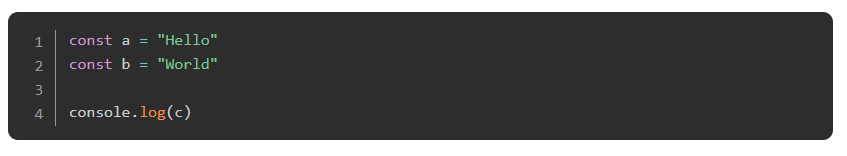 1 const a = "Hello"
2 const b = "World"
3
4 console.log(c)